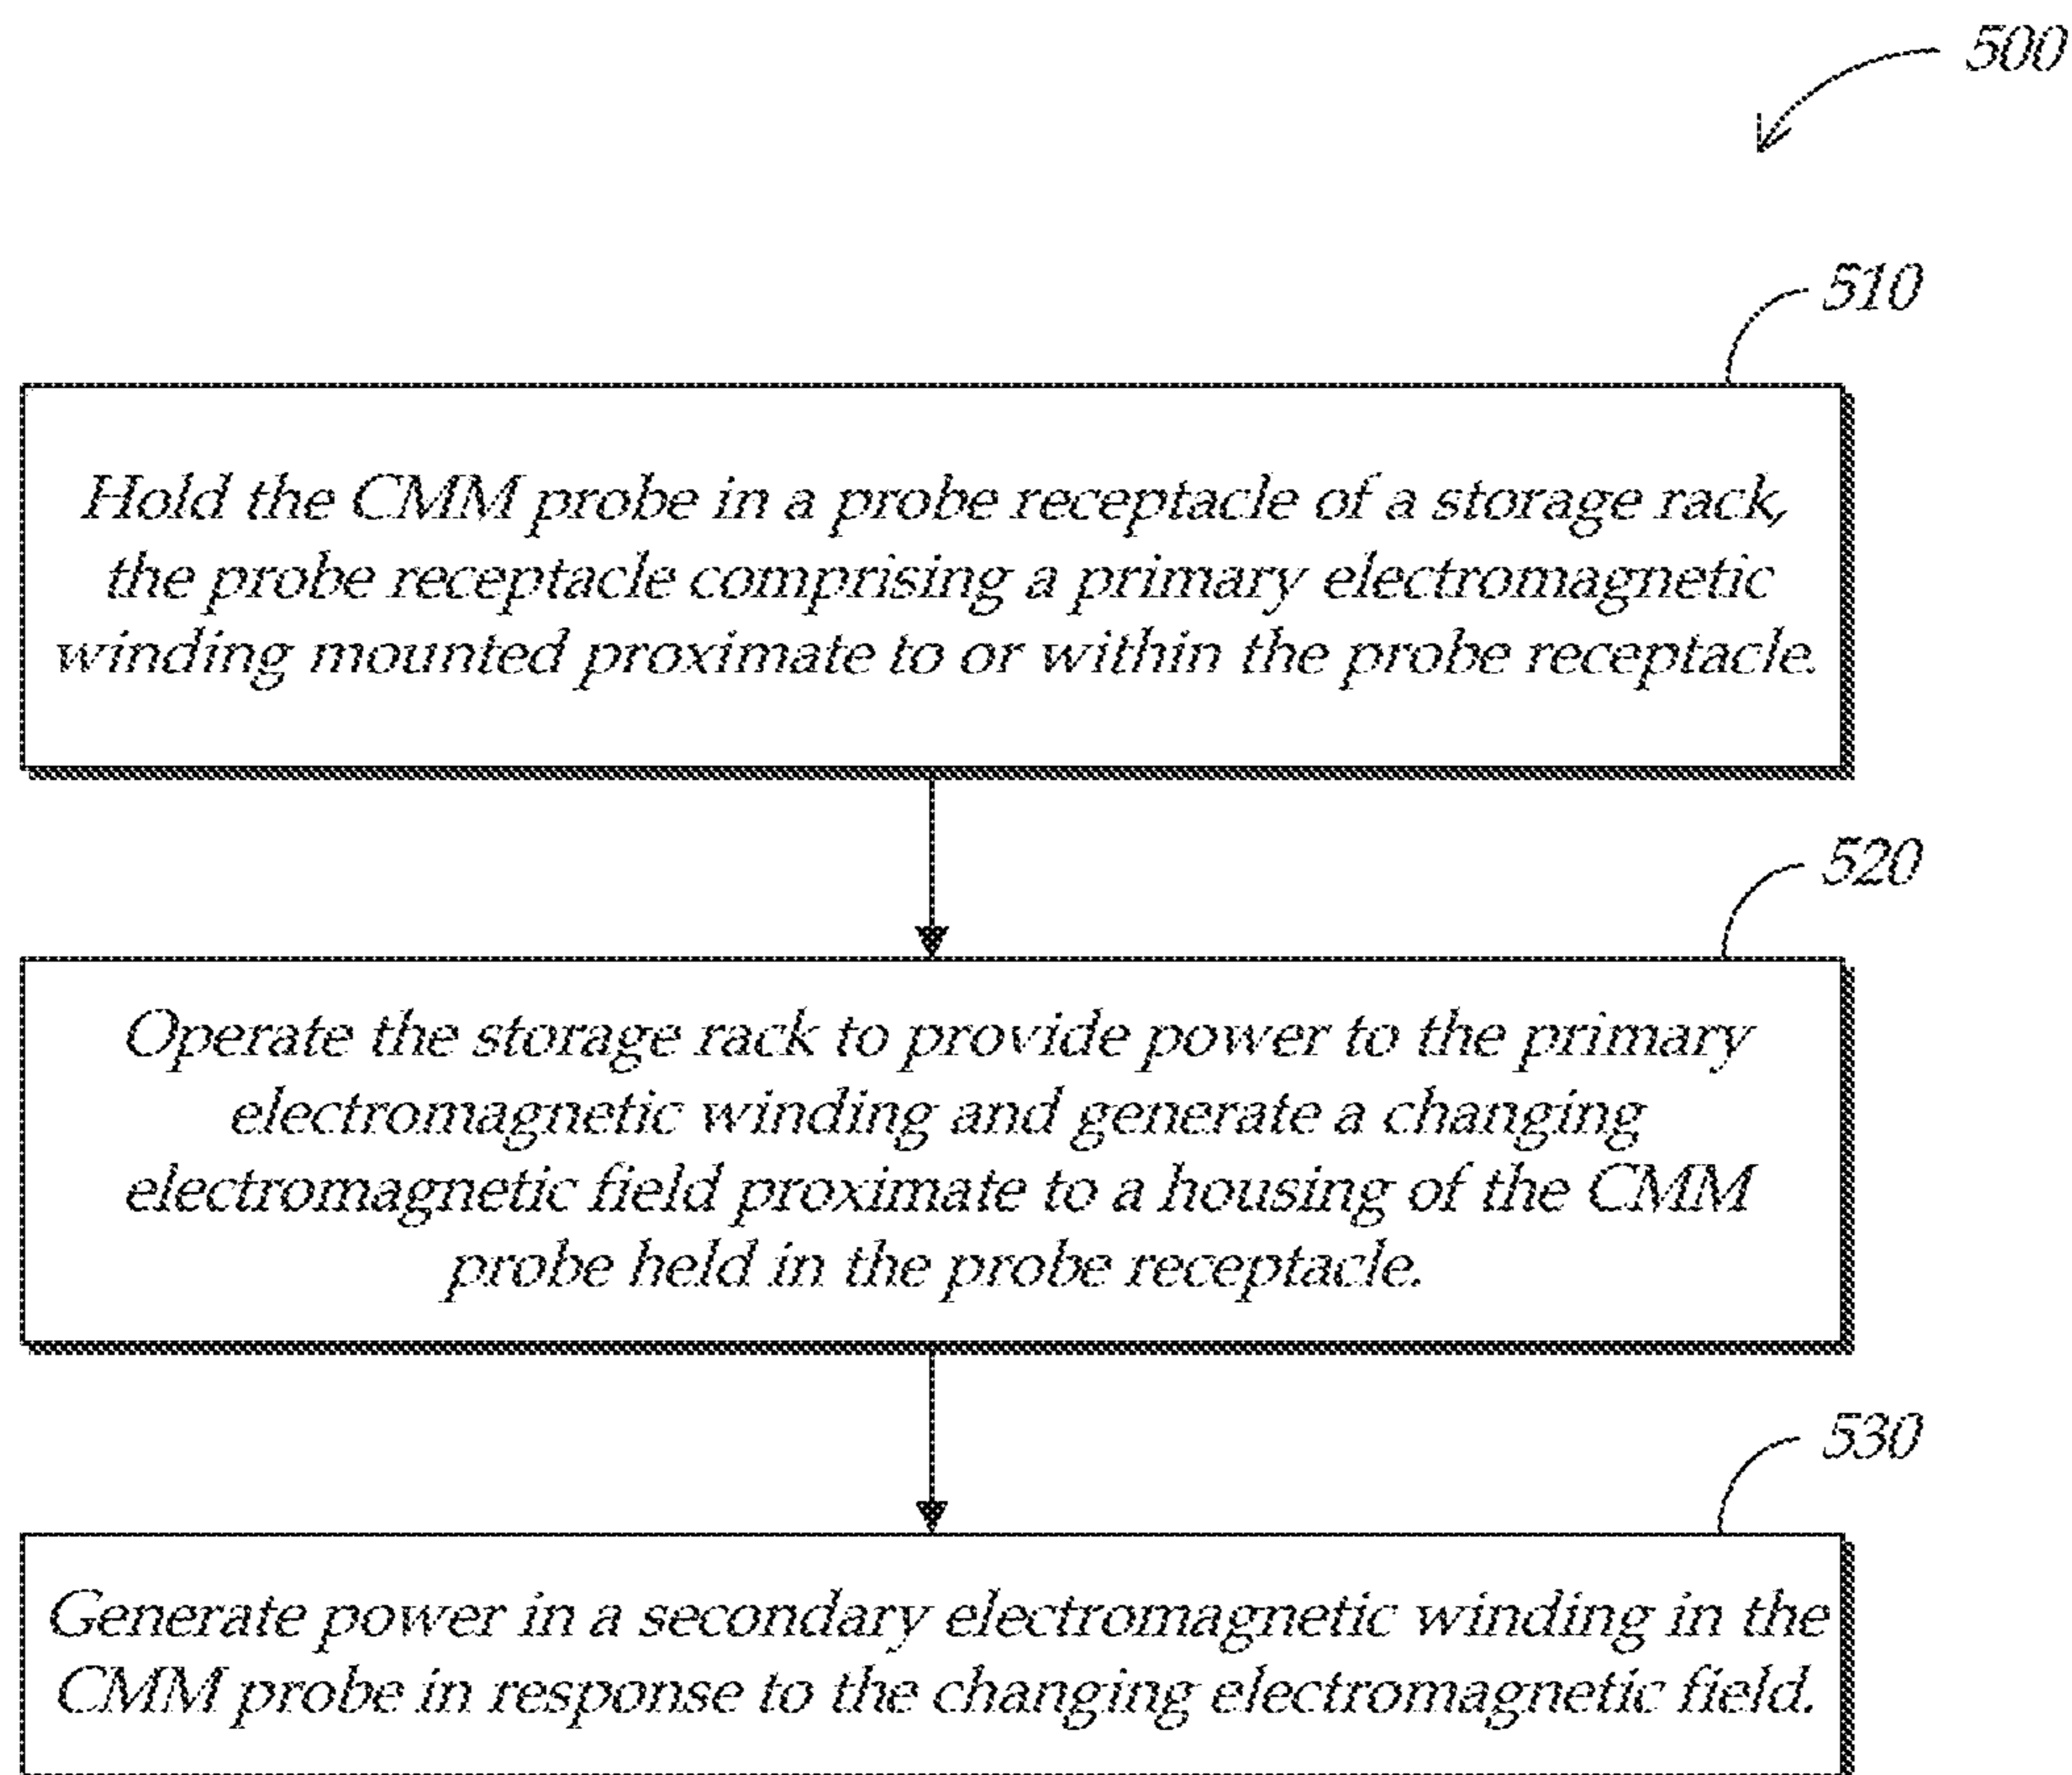 500
510
Hold the CMM probe in a probe receptacle of a storage rack,
the probe receptacle comprising a primary electromagnetic
winding mounted proximate to or within the probe receptacle.
520
Operate the storage rack to provide power to the primary
electromagnetic winding and generate a changing
electromagnetic field proximate to a housing of the CMM
probe held in the probe receptacle.
530
Generate power in a secondary electromagnetic winding in the
CMM probe in response to the changing electromagnetic field.